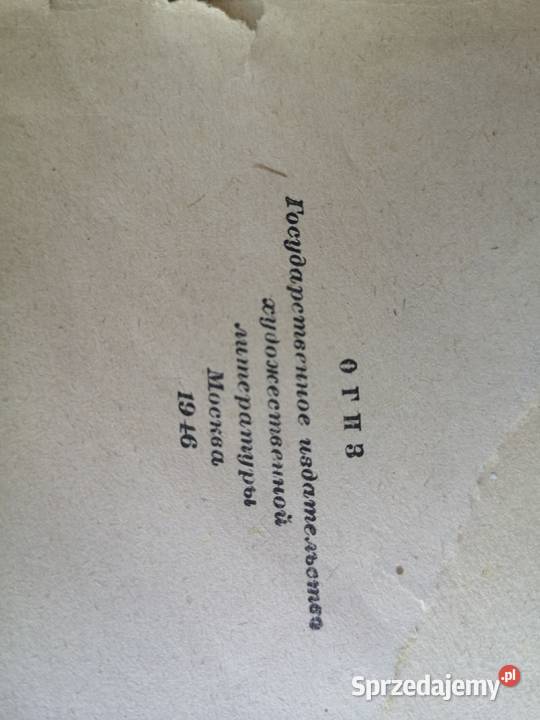 ОГИЗ
Государственное издательство
художественной
литературы
Москва
1946
Sprzedajemy.pl